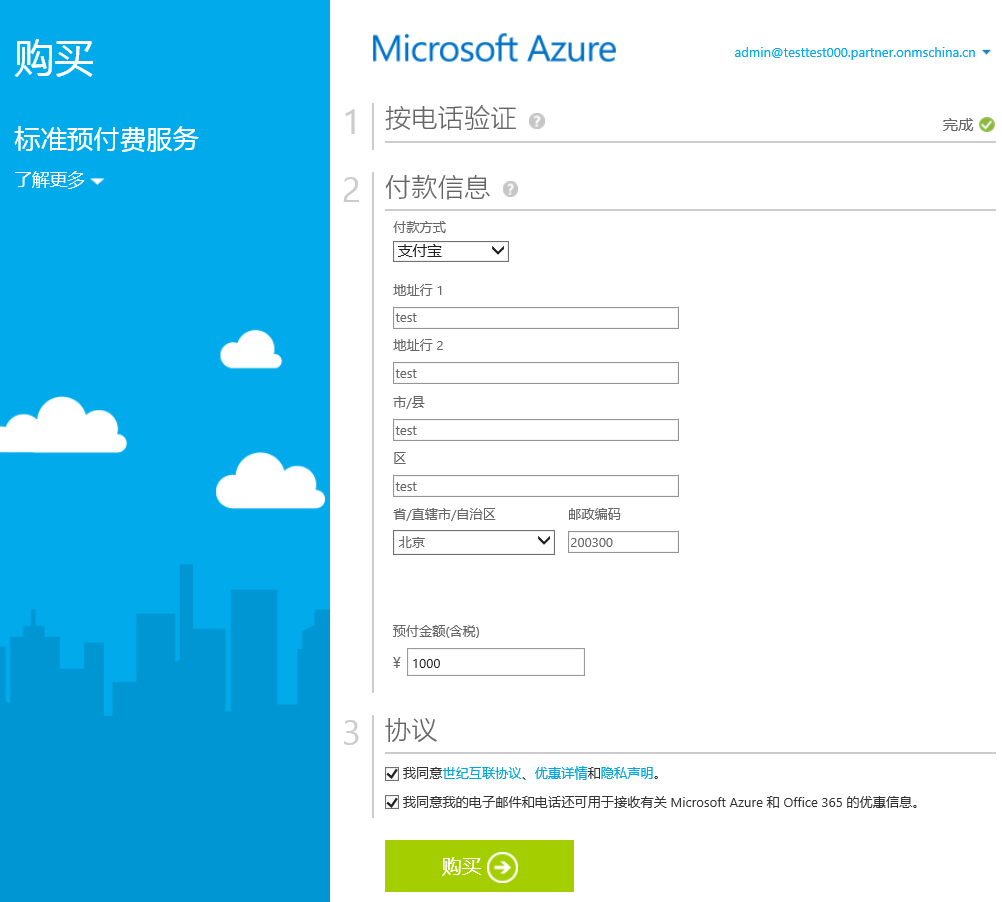 购买
标准预付费服务
了解更多
Microsoft Azure
admin@testtest000.partner.onmschina.cn
1 按电话验证 ?
完成
2 付款信息 ?
付款方式
支付宝
地址行 1
test
地址行 2
test
市/县
test
区
test
省/直辖市/自治区 邮政编码
北京 200300
预付金额(含税)
¥ 1000
3 协议
我同意世纪互联协议、优惠详情和隐私声明。
我同意我的电子邮件和电话还可用于接收有关 Microsoft Azure 和 Office 365 的优惠信息。
购买